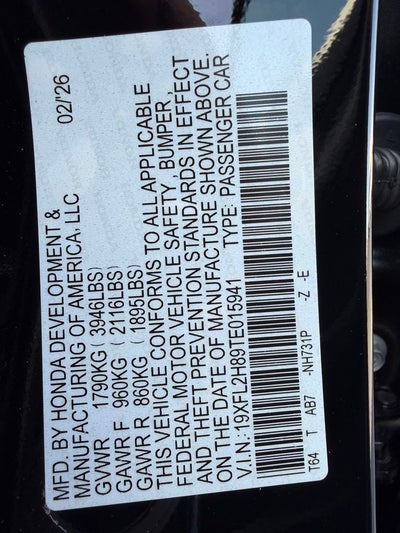 MFD. BY HONDA DEVELOPMENT & 02/'26
MANUFACTURING OF AMERICA, LLC
GVWR 1790KG ( 3946LBS)
GAWR F 960KG ( 2116LBS)
GAWR R 860KG ( 1895LBS)
THIS VEHICLE CONFORMS TO ALL APPLICABLE
FEDERAL MOTOR VEHICLE SAFETY , BUMPER,
AND THEFT PREVENTION STANDARDS IN EFFECT
ON THE DATE OF MANUFACTURE SHOWN ABOVE.
V.I.N.: 19XFL2H89TE015941 TYPE: PASSENGER CAR
T64 T AB7 -NH731P -Z -E